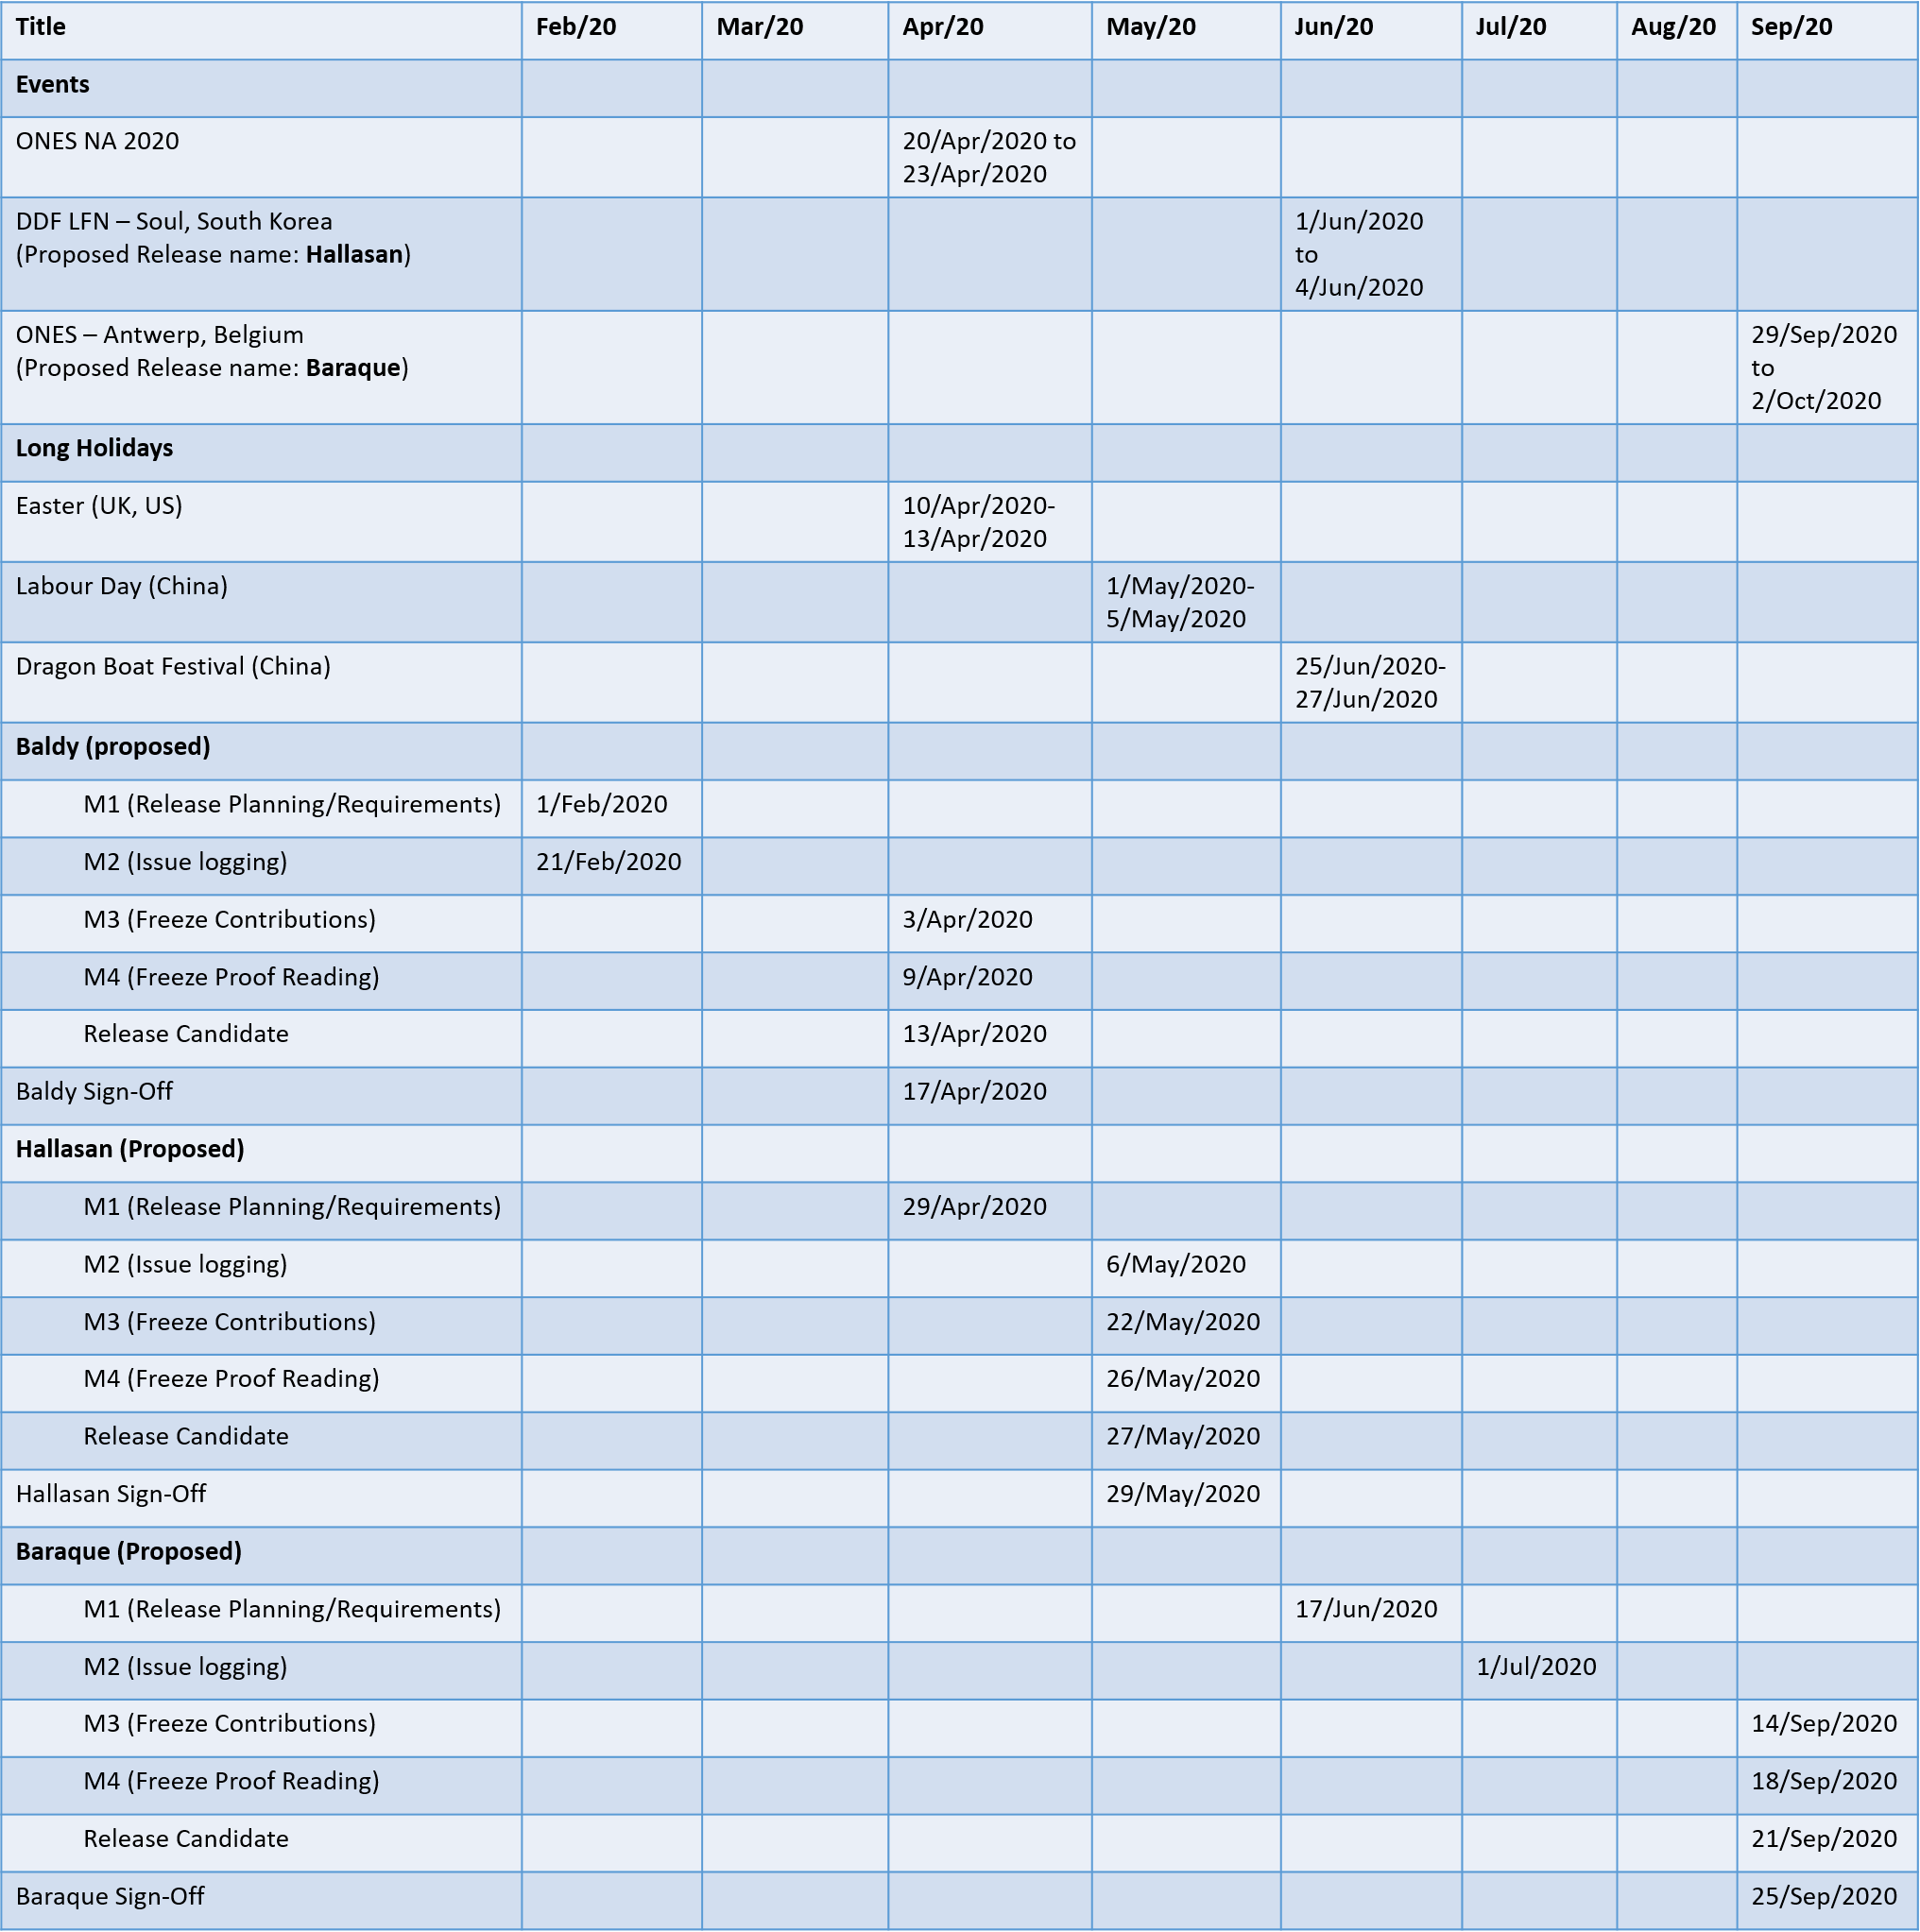 Title Feb/20 Mar/20 Apr/20 May/20 Jun/20 Jul/20 Aug/20 Sep/20
Events
ONES NA 2020 20/Apr/2020 to
23/Apr/2020
DDF LFN – Soul, South Korea 1/Jun/2020
(Proposed Release name: Hallasan) to
4/Jun/2020
ONES – Antwerp, Belgium 29/Sep/2020
(Proposed Release name: Baraque) to
2/Oct/2020
Long Holidays
Easter (UK, US) 10/Apr/2020-
13/Apr/2020
Labour Day (China) 1/May/2020-
5/May/2020
Dragon Boat Festival (China) 25/Jun/2020-
27/Jun/2020
Baldy (proposed)
M1 (Release Planning/Requirements) 1/Feb/2020
M2 (Issue logging) 21/Feb/2020
M3 (Freeze Contributions) 3/Apr/2020
M4 (Freeze Proof Reading) 9/Apr/2020
Release Candidate 13/Apr/2020
Baldy Sign-Off 17/Apr/2020
Hallasan (Proposed)
M1 (Release Planning/Requirements) 29/Apr/2020
M2 (Issue logging) 6/May/2020
M3 (Freeze Contributions) 22/May/2020
M4 (Freeze Proof Reading) 26/May/2020
Release Candidate 27/May/2020
Hallasan Sign-Off 29/May/2020
Baraque (Proposed)
M1 (Release Planning/Requirements) 17/Jun/2020
M2 (Issue logging) 1/Jul/2020
M3 (Freeze Contributions) 14/Sep/2020
M4 (Freeze Proof Reading) 18/Sep/2020
Release Candidate 21/Sep/2020
Baraque Sign-Off 25/Sep/2020